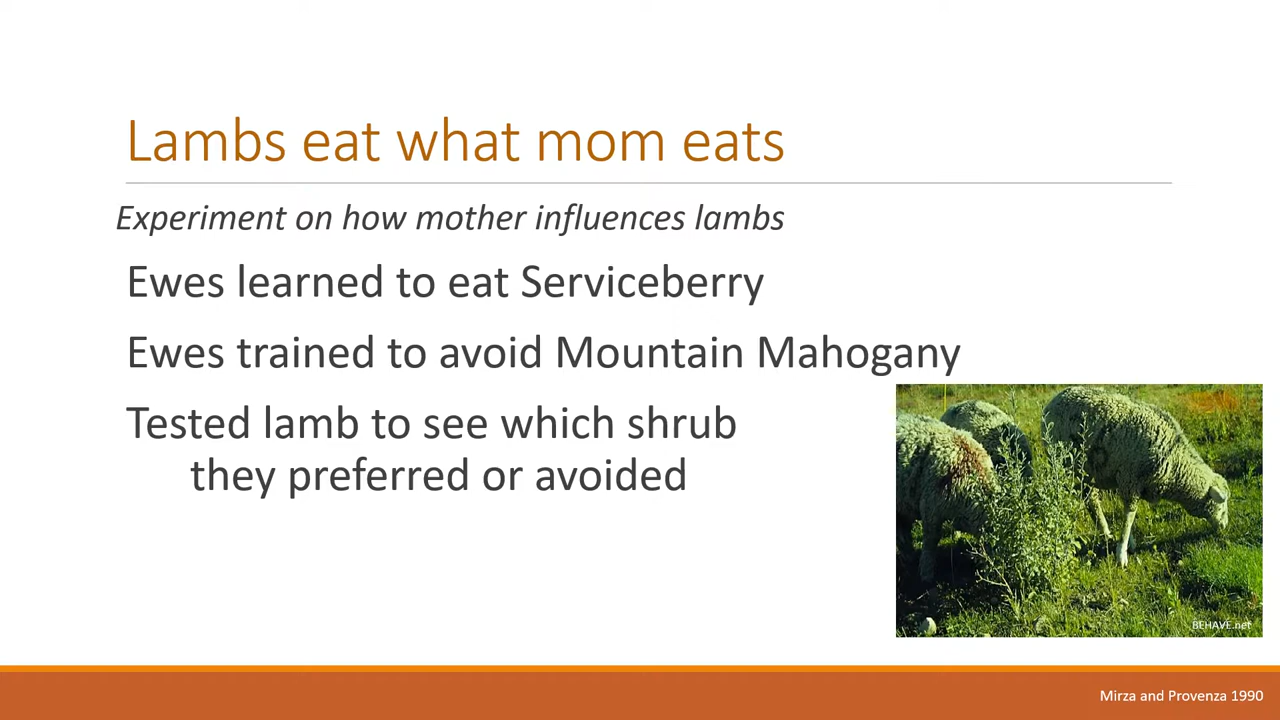 Lambs eat what mom eats
Experiment on how mother influences lambs
Ewes learned to eat Serviceberry
Ewes trained to avoid Mountain Mahogany
Tested lamb to see which shrub
they preferred or avoided
BEHAVE.net
Mirza and Provenza 1990